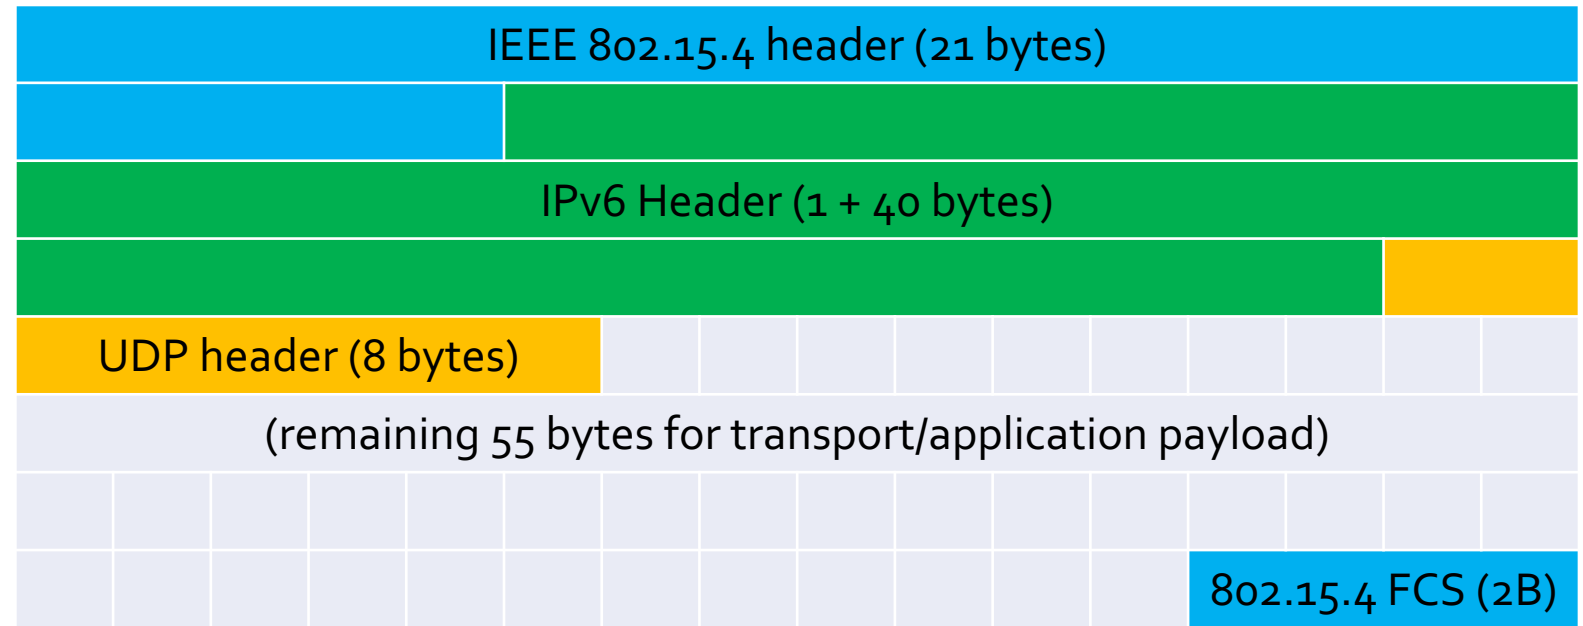 IEEE 802.15.4 header (21 bytes)
IPv6 Header (1 + 40 bytes)
UDP header (8 bytes)
(remaining 55 bytes for transport/application payload)
802.15.4 FCS (2B)